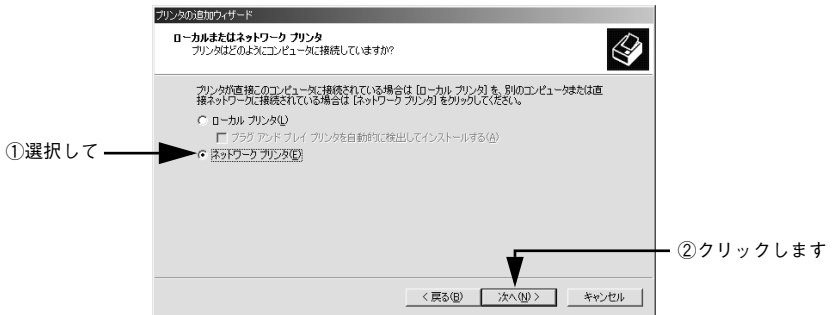 プリンタの追加ウィザード
ローカルまたはネットワーク プリンタ
プリンタはどのようにコンピュータに接続していますか?
プリンタが直接このコンピュータに接続されている場合は [ローカル プリンタ] を、別のコンピュータまたは直
接ネットワークに接続されている場合は [ネットワーク プリンタ] をクリックしてください。
ローカル プリンタ(L)
プラグ アンド プレイ プリンタを自動的に検出してインストールする(A)
①選択して
ネットワーク プリンタ(E)
②クリックします
< 戻る(B)
次へ(N) >
キャンセル